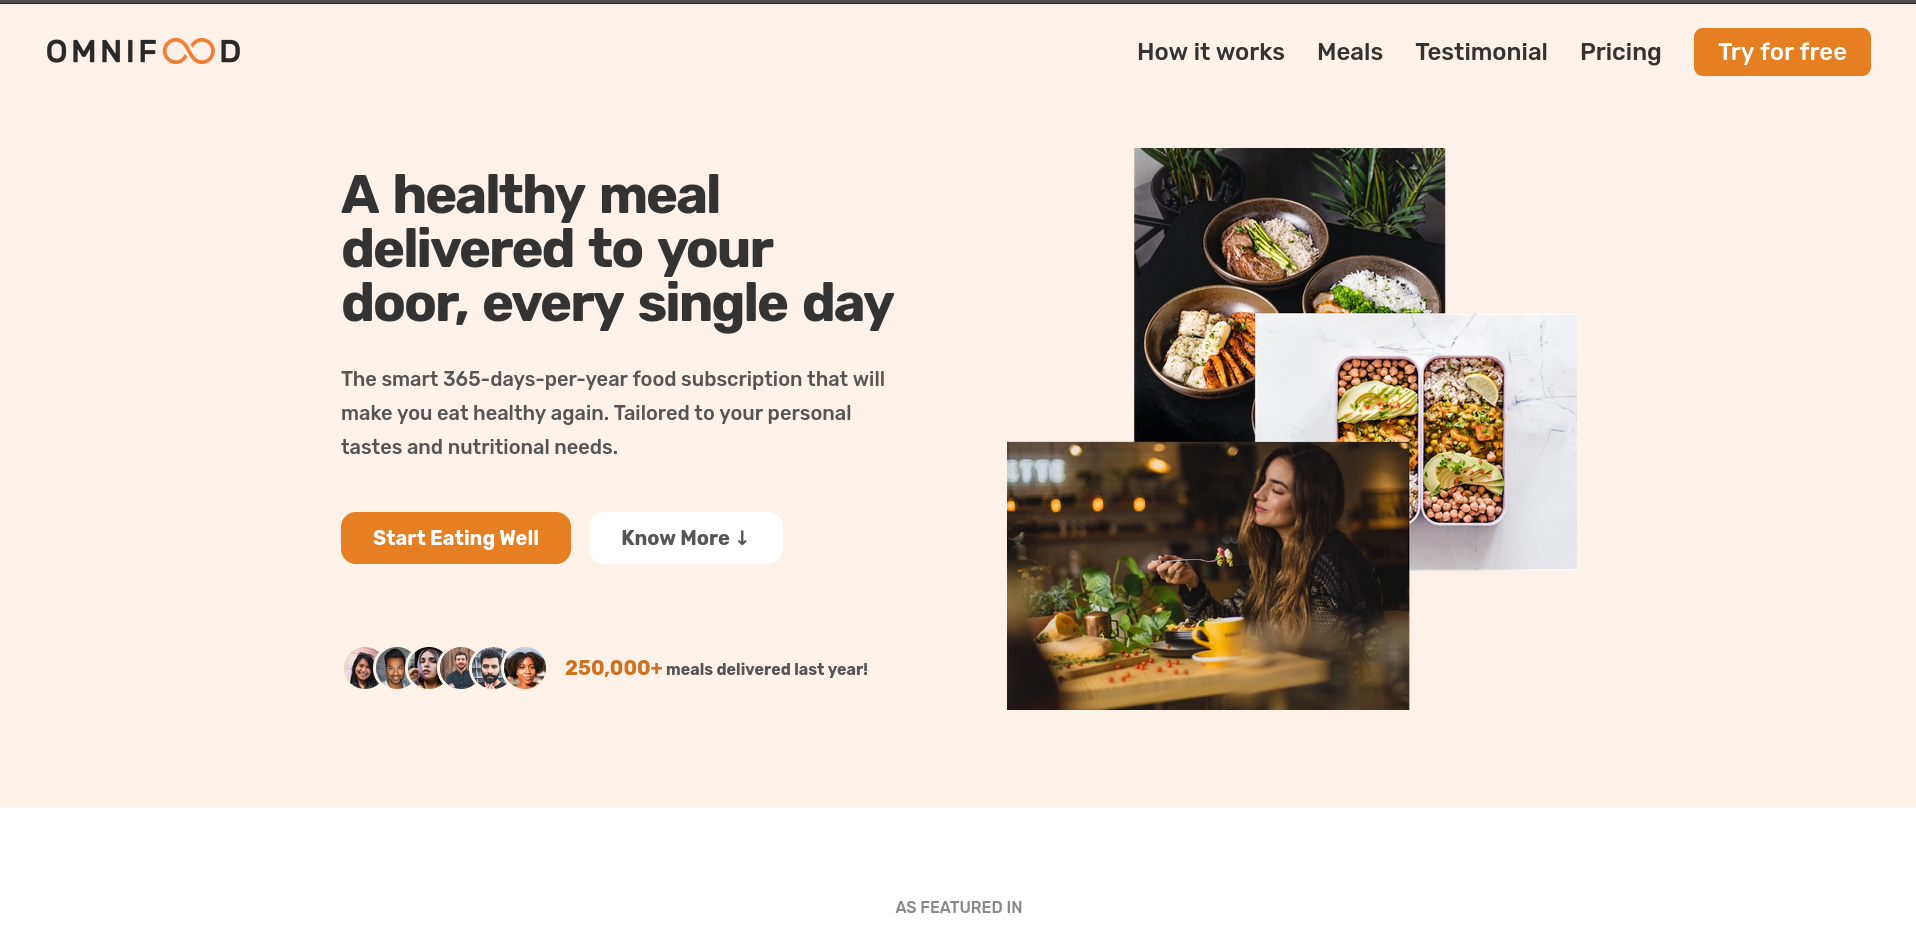 OMNIFOOD
How it works
Meals
Testimonial
Pricing
Try for free
A healthy meal
delivered to your
door, every single day
The smart 365-days-per-year food subscription that will
make you eat healthy again. Tailored to your personal
tastes and nutritional needs.
Start Eating Well
Know More ↓
ETTE
250,000+ meals delivered last year!
AS FEATURED IN